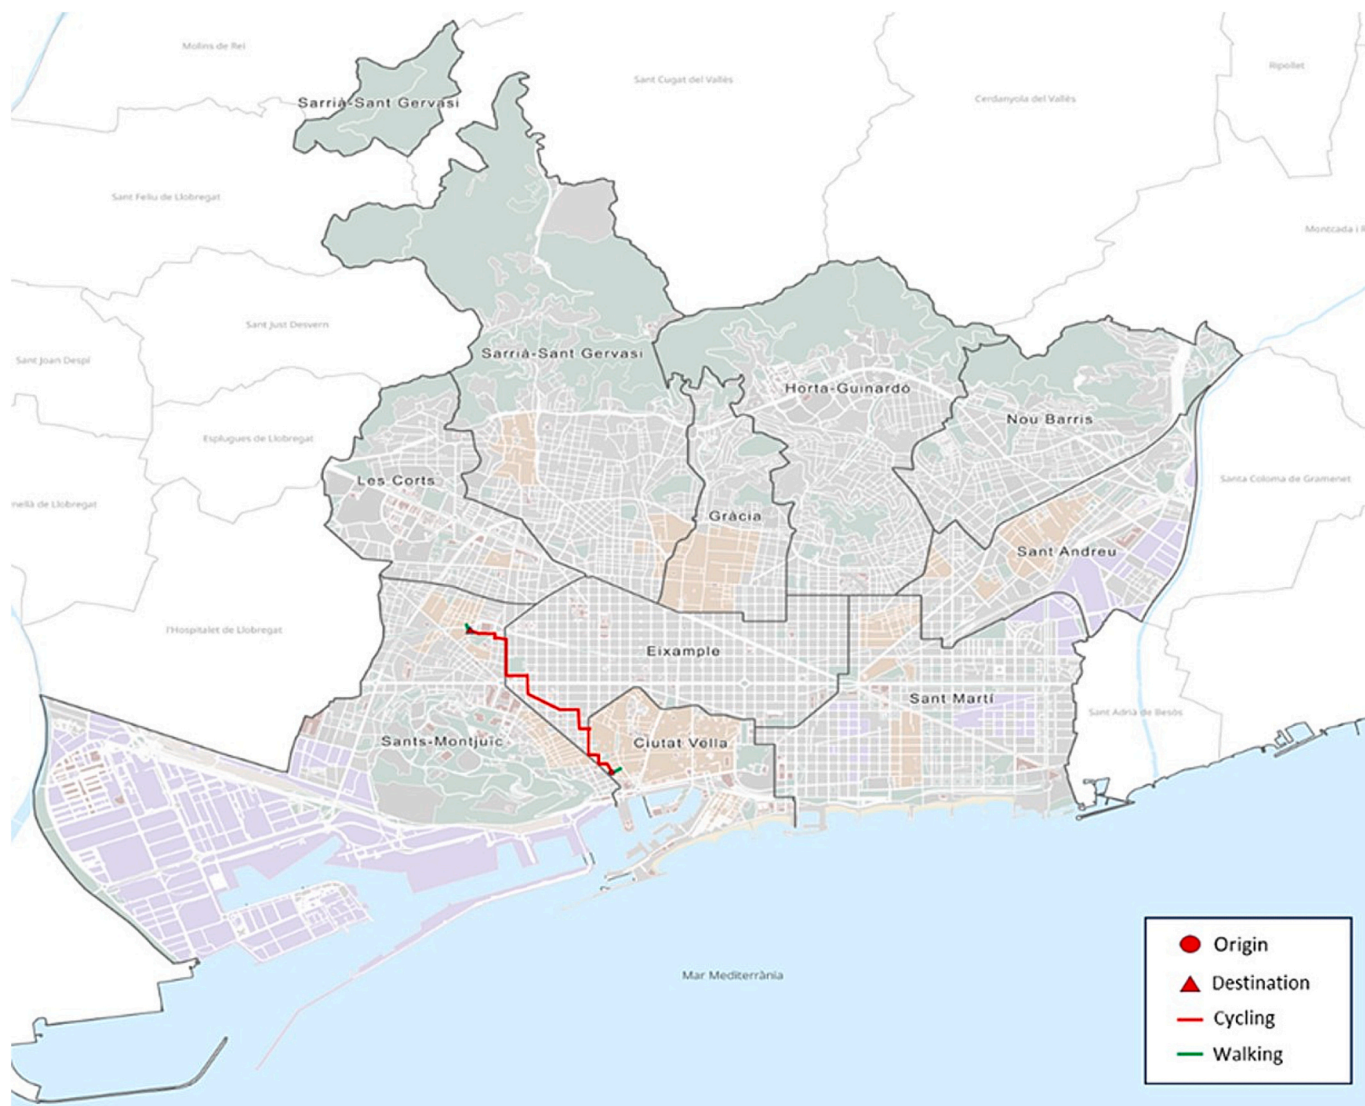 Molins de Rei
Ripollet
Sant Cugat del Vallès
Cerdanyola del Vallès
Sarrià-Sant Gervasi
Sant Feliu de Llobregat
Montcada i R
Sant Just Desvern
Sant Joan Despí
Sarrià-Sant Gervasi
Horta-Guinardó
Nou Barris
Esplugues de Llobregat
Les Corts
Santa Coloma de Gramenet
nellà de Llobregat
Gràcia
Sant Andreu
l'Hospitalet de Llobregat
Eixample
Sant Martí
Sant Adrià de Besòs
Sants-Montjuïc
Ciutat Vella
Mar Mediterrània
Origin
Destination
Cycling
Walking